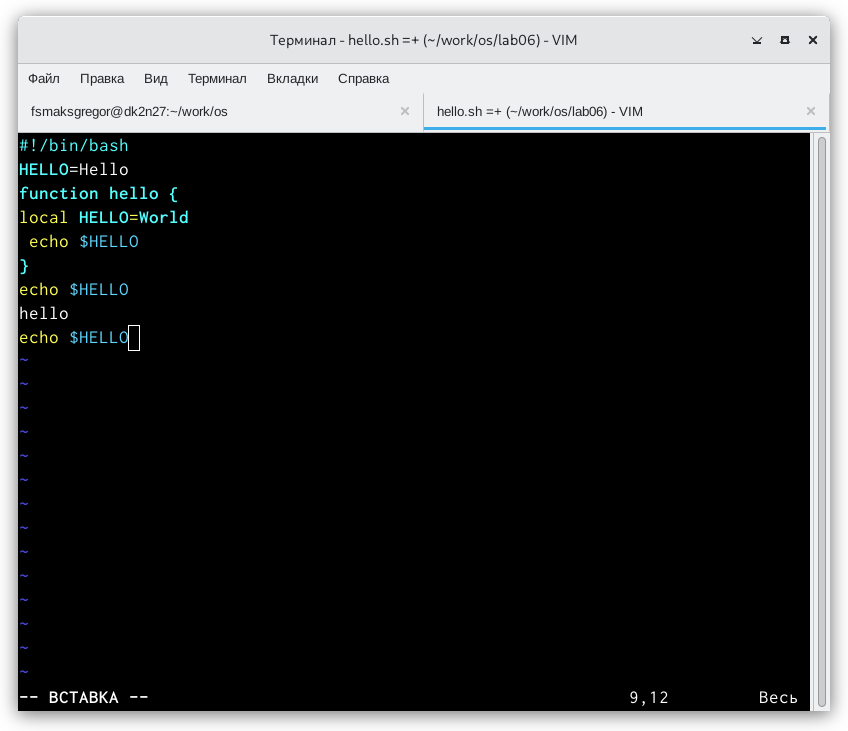 Терминал - hello.sh =+ (~/work/os/lab06) - VIM
Файл Правка Вид Терминал Вкладки Справка
fsmaksgregor@dk2n27:~/work/os hello.sh =+ (~/work/os/lab06) - VIM
#!/bin/bash
HELLO=Hello
function hello {
local HELLO=World
 echo $HELLO
}
echo $HELLO
hello
echo $HELLO
~
~
~
~
~
~
~
~
~
~
~
~
~
~
-- ВСТАВКА -- 9,12 Весь